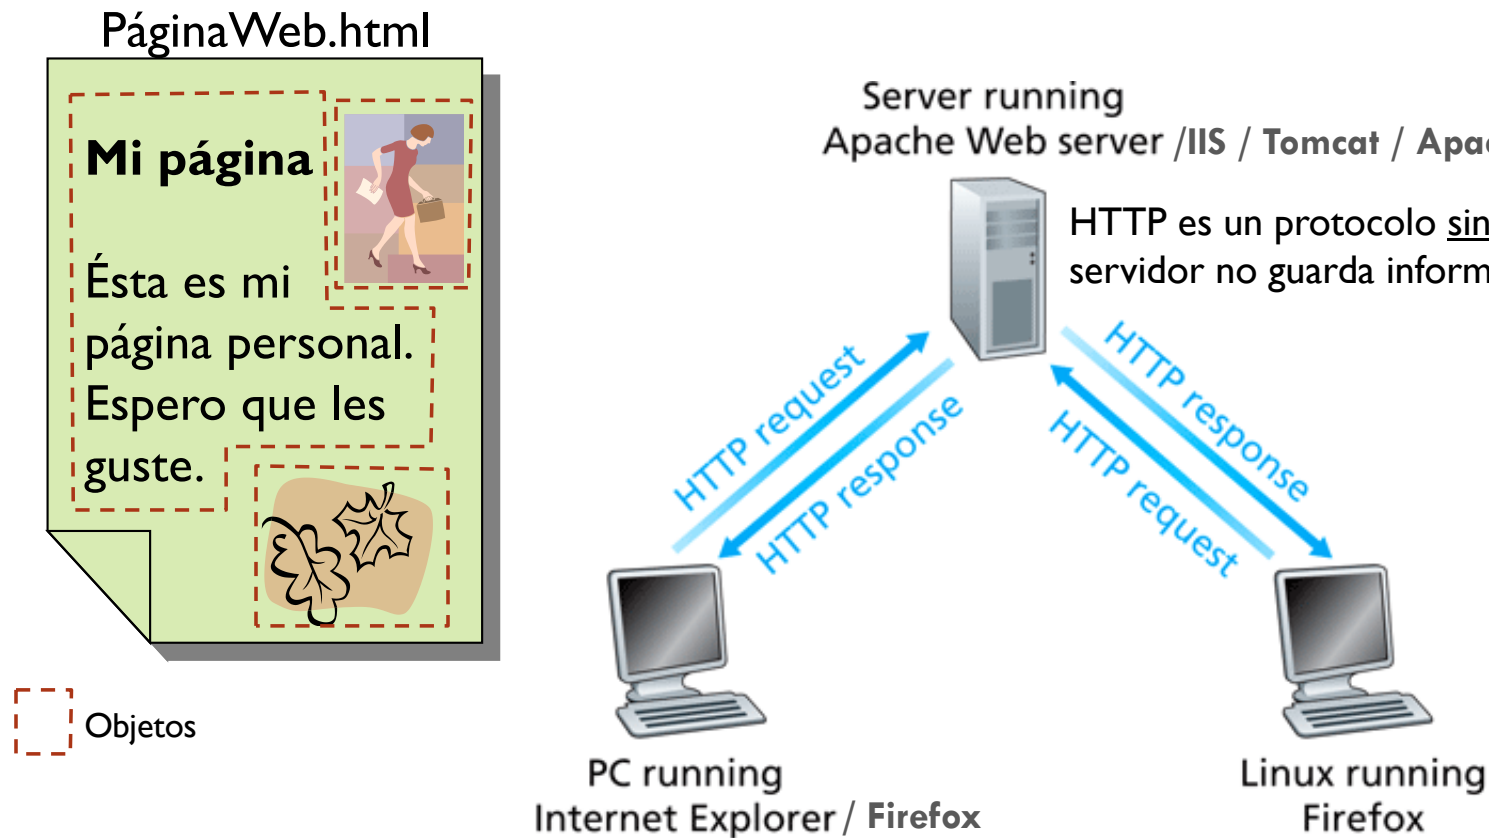 PáginaWeb.html
Mi página
Ésta es mi
página personal.
Espero que les
guste.
Objetos
Server running
Apache Web server /IIS / Tomcat /
HTTP es un protocolo sin
servidor no guarda
HTTP request
HTTP response
HTTP response
HTTP request
PC running
Internet Explorer / Firefox
Linux running
Firefox